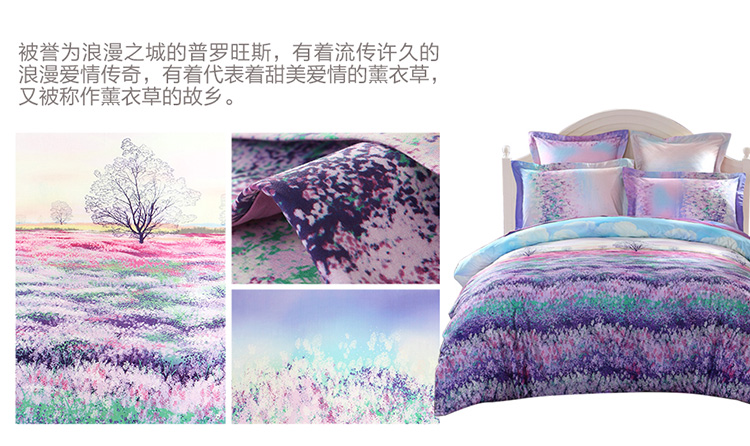 被誉为浪漫之城的普罗旺斯，有着流传许久的
浪漫爱情传奇，有着代表着甜美爱情的薰衣草，
又被称作薰衣草的故乡。